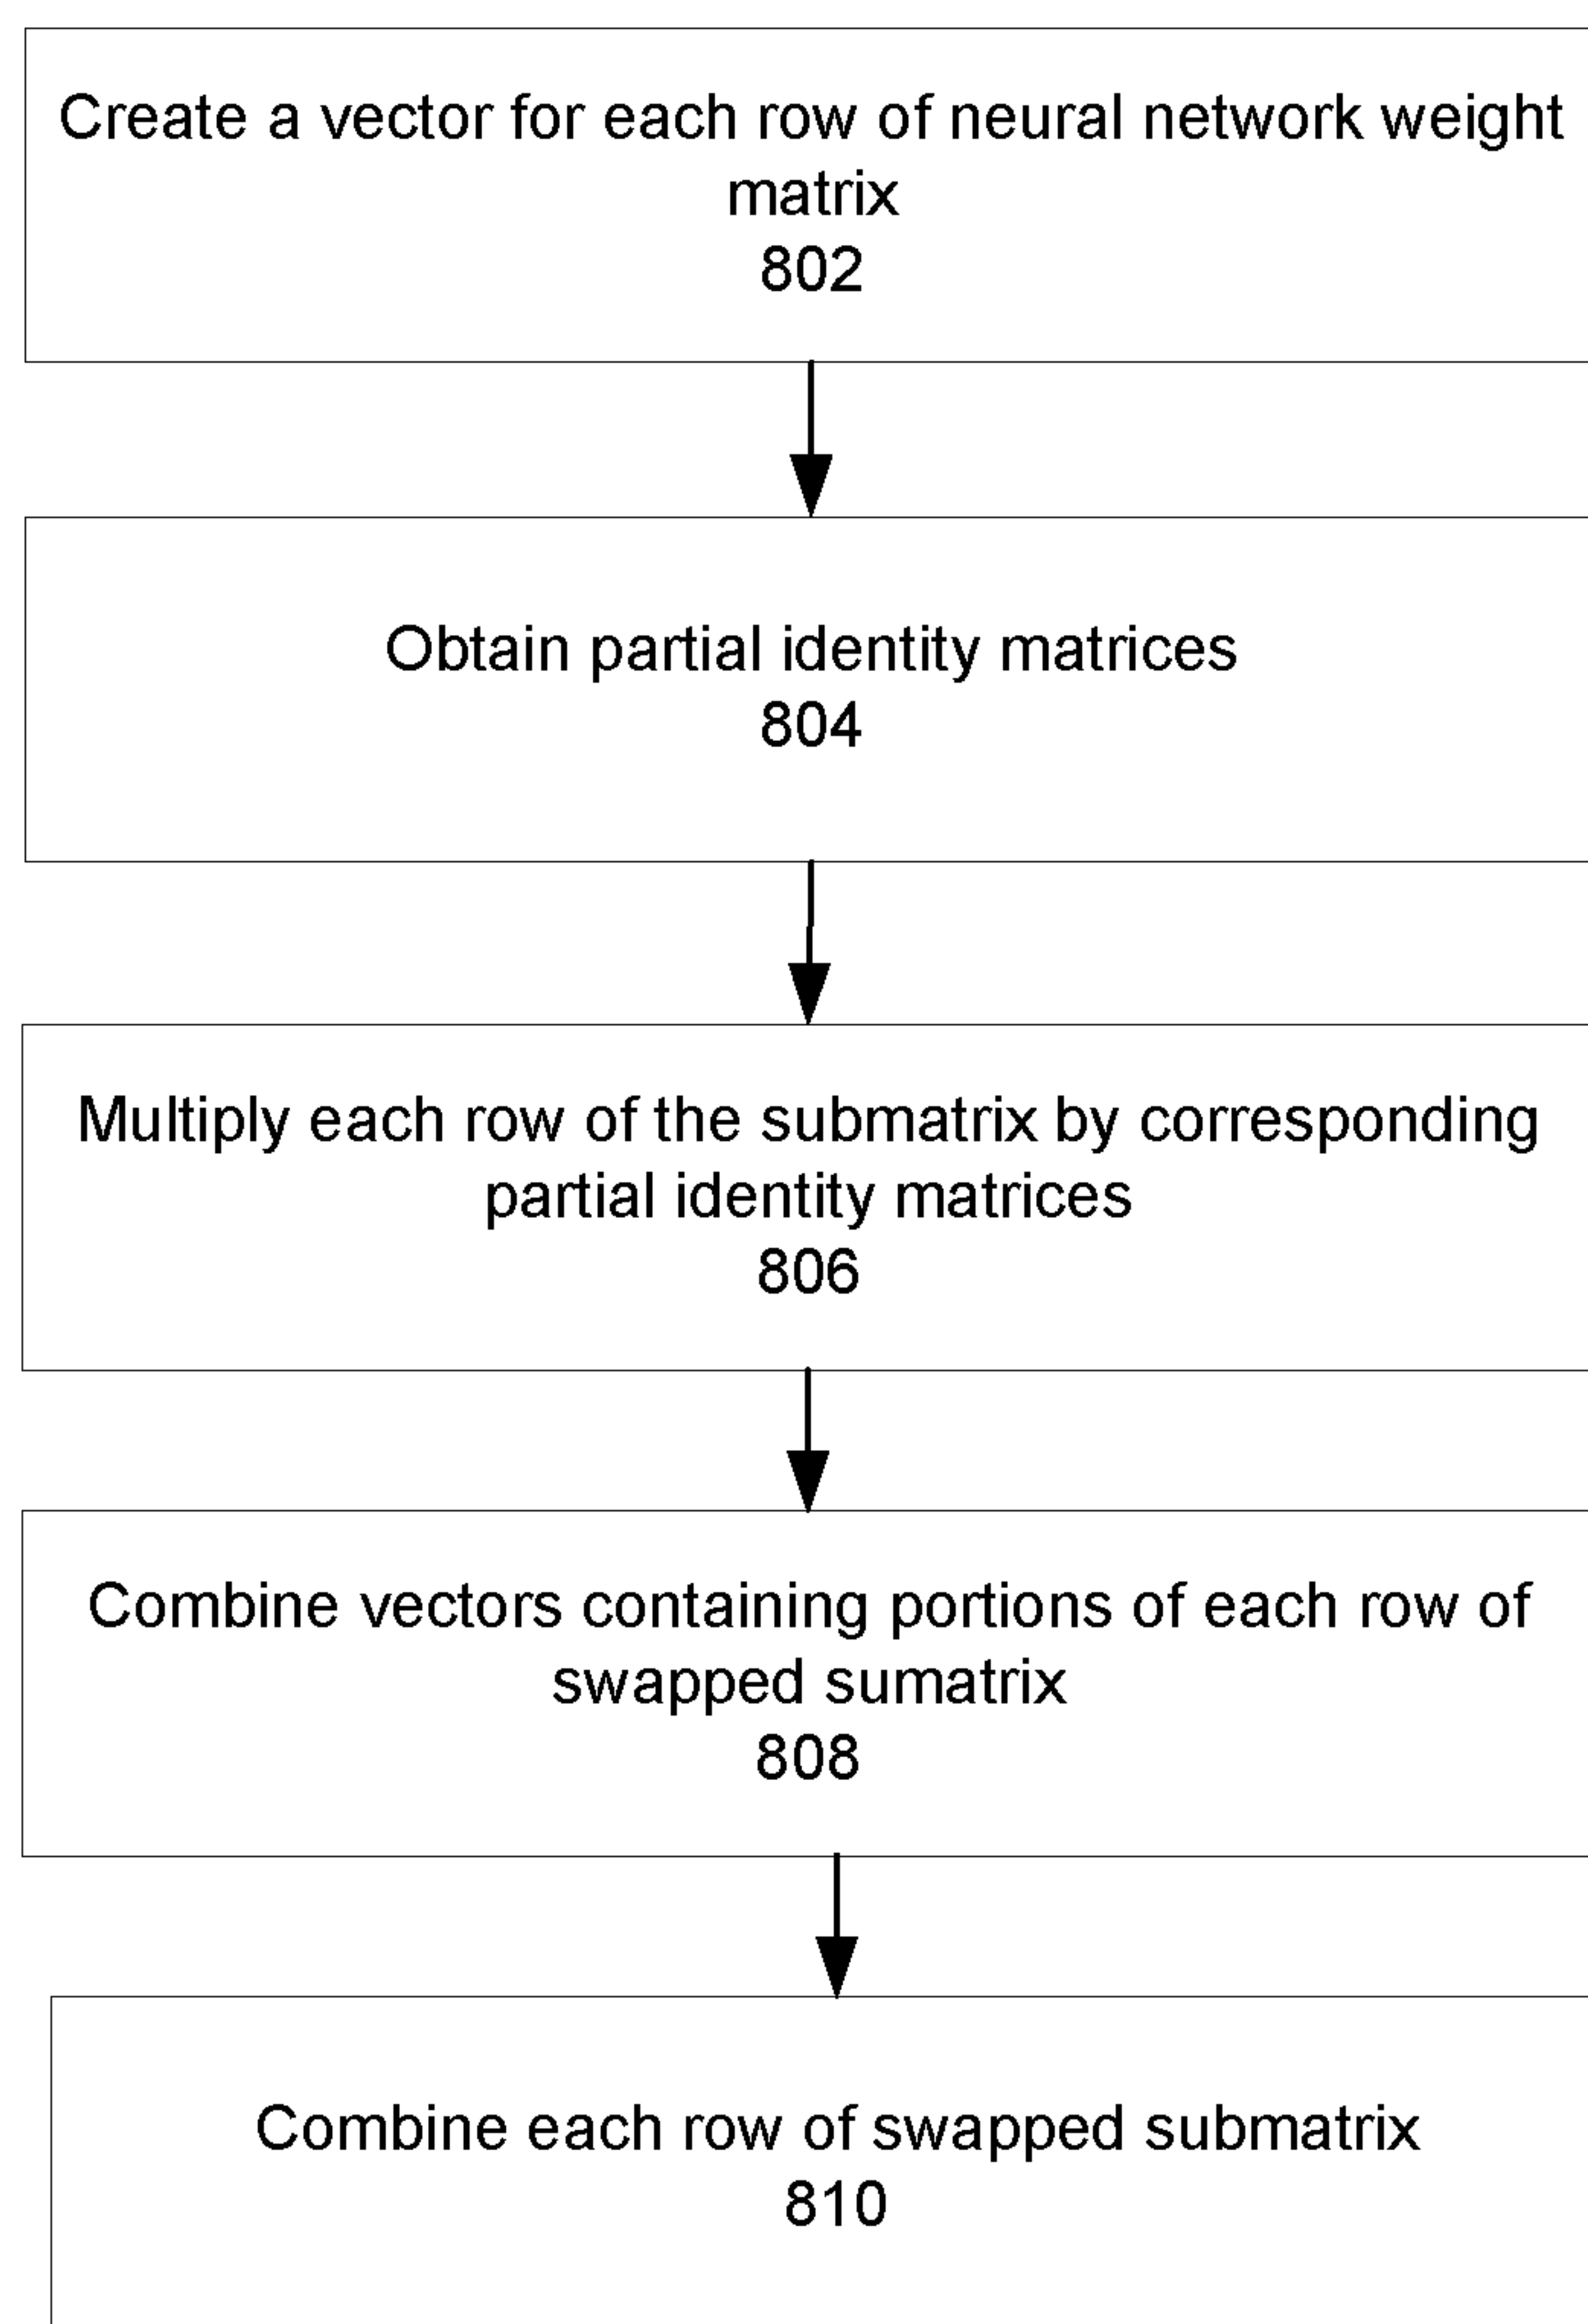 Create a vector for each row of neural network weight
matrix
802
Obtain partial identity matrices
804
Multiply each row of the submatrix by corresponding
partial identity matrices
806
Combine vectors containing portions of each row of
swapped sumatrix
808
Combine each row of swapped submatrix
810